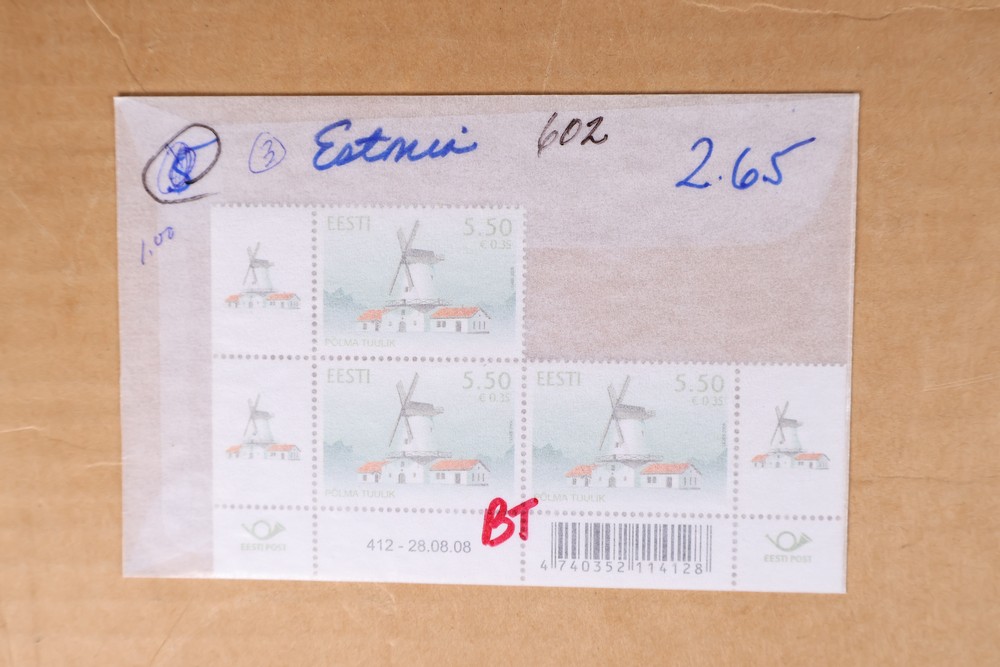 ③ Estonia 602 2.65
1.00
EESTI 5.50
€ 0.35
PÕLMA TUULIK
EESTI 5.50 EESTI 5.50
€ 0.35 € 0.35
PÕLMA TUULIK PÕLMA TUULIK
BT
EESTI POST 412 - 28.08.08 4 740352 114128 EESTI POST